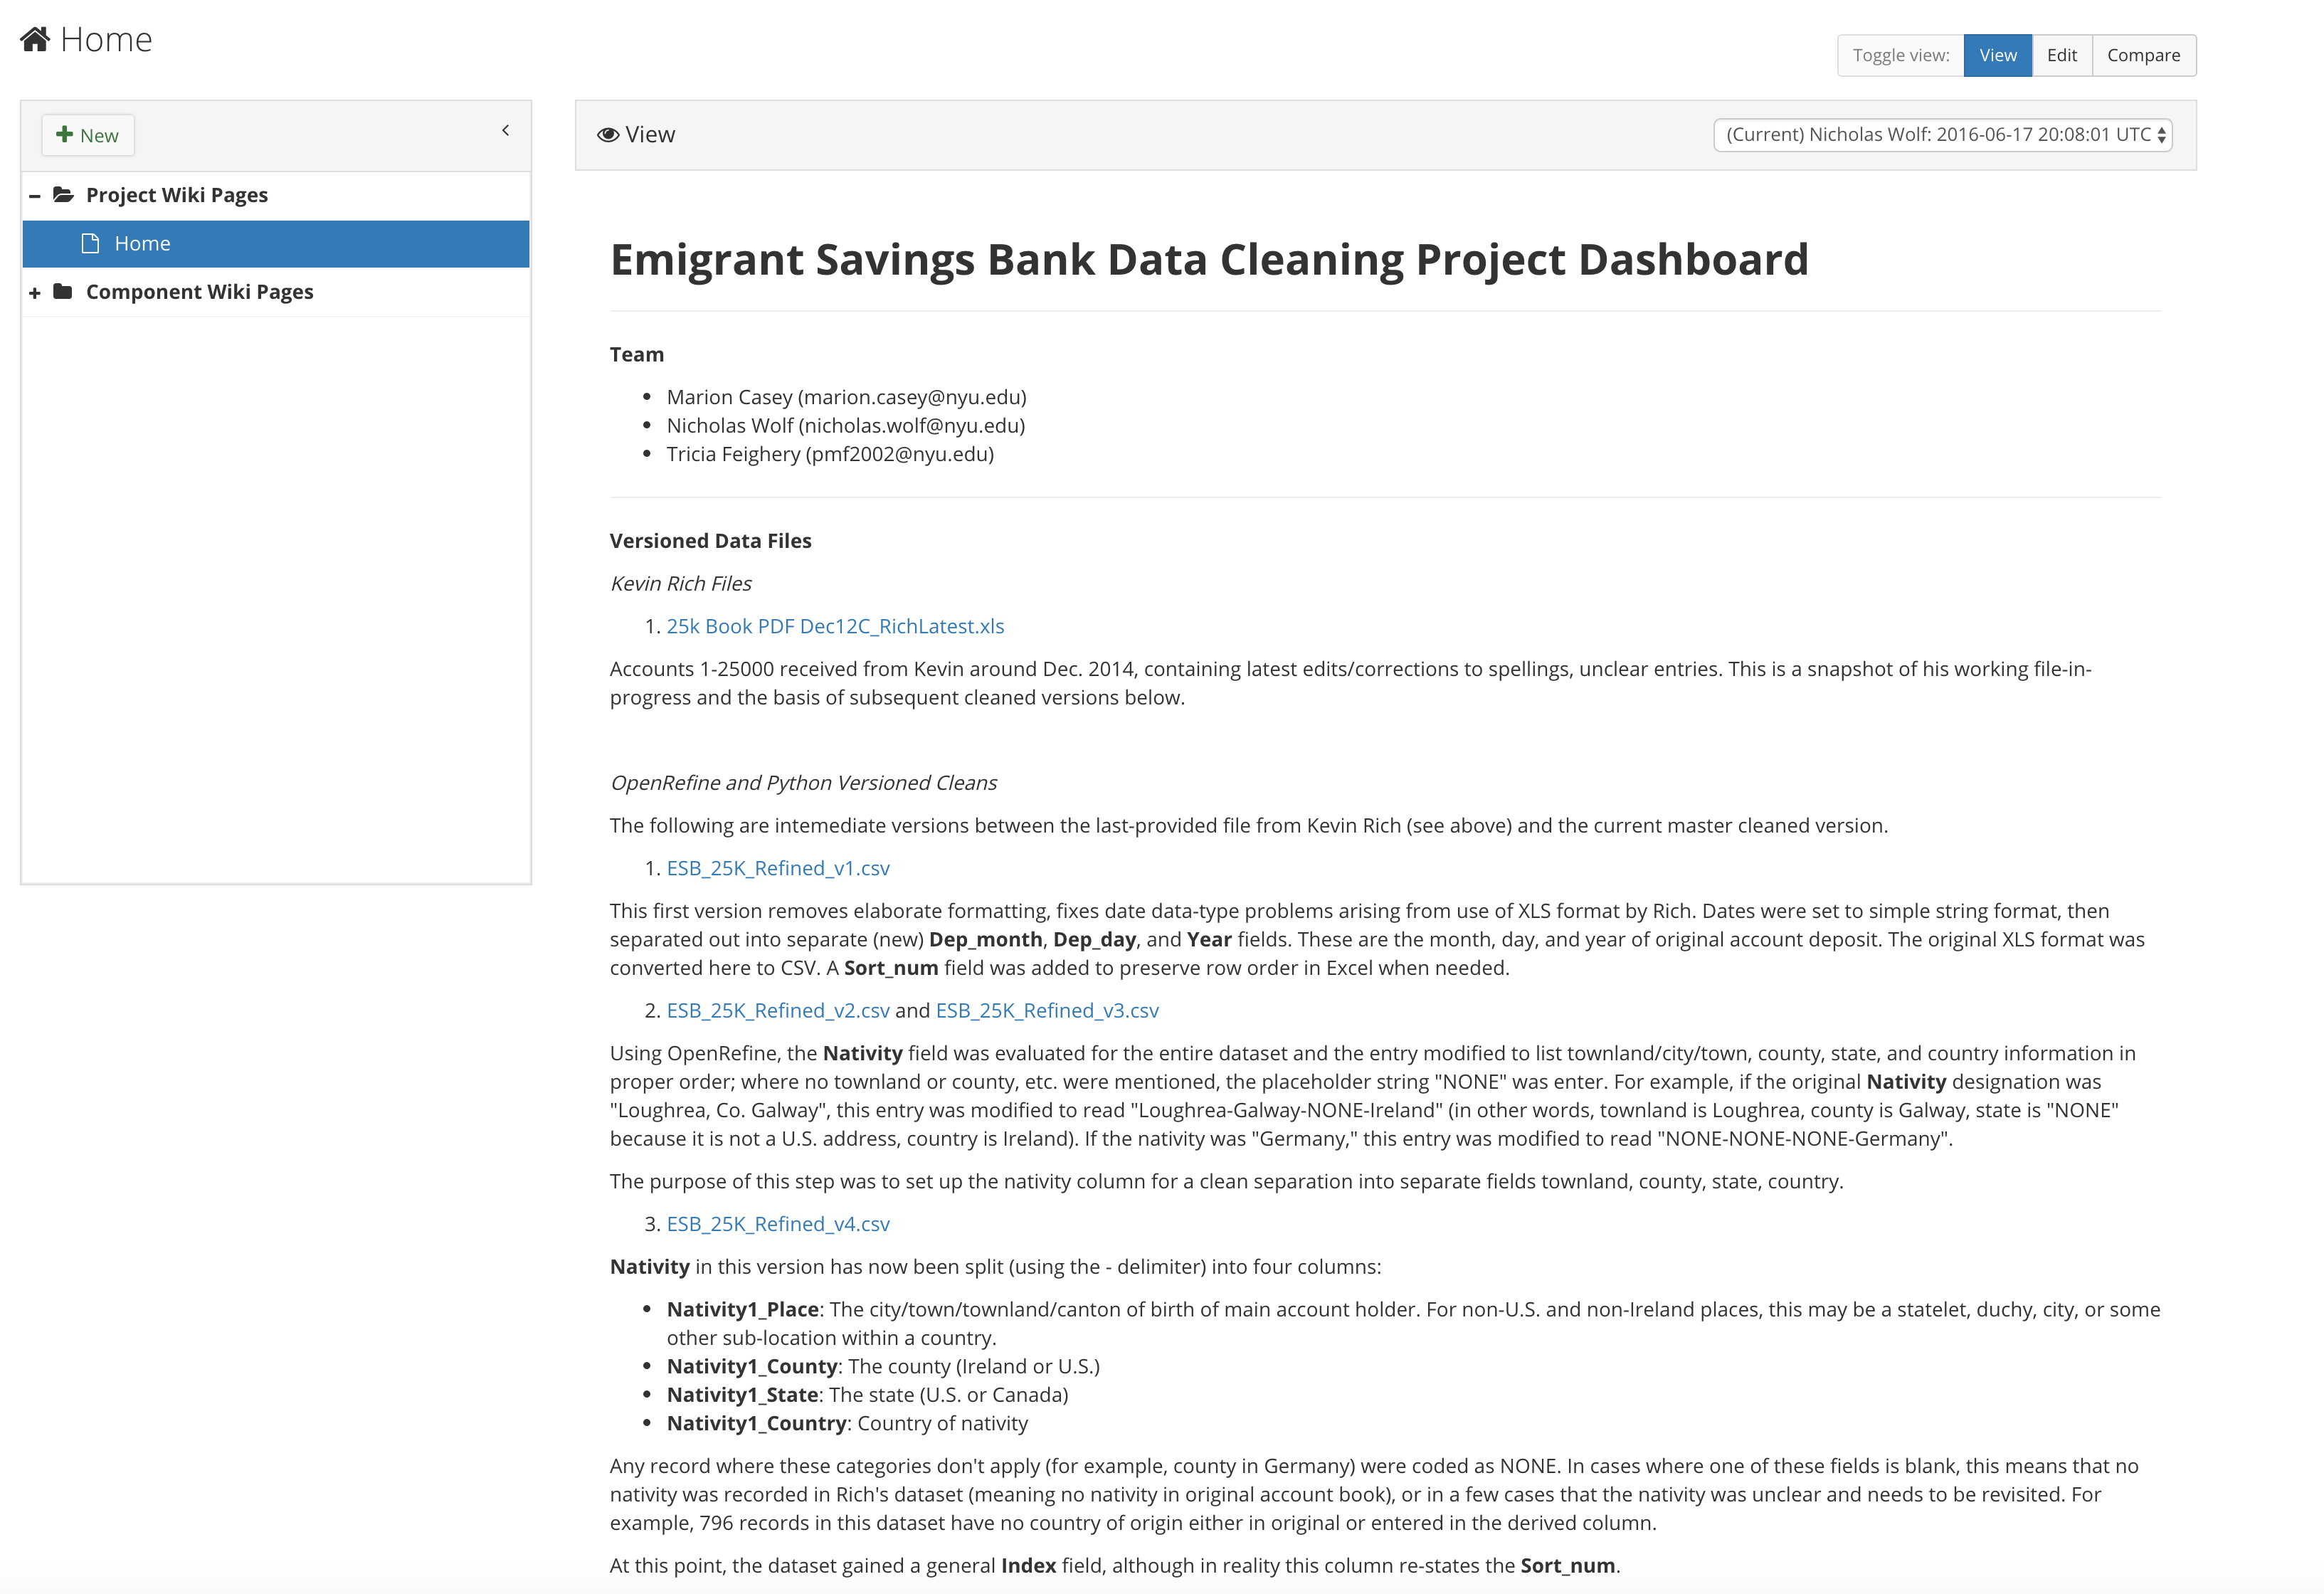 Home
Toggle view: View Edit Compare
New
View
(Current) Nicholas Wolf: 2016-06-17 20:08:01 UTC
Project Wiki Pages
Home
Component Wiki Pages
Emigrant Savings Bank Data Cleaning Project Dashboard
Team
• Marion Casey (marion.casey@nyu.edu)
• Nicholas Wolf (nicholas.wolf@nyu.edu)
• Tricia Feighery (pmf2002@nyu.edu)
Versioned Data Files
Kevin Rich Files
1. 25k Book PDF Dec12C_RichLatest.xls
Accounts 1-25000 received from Kevin around Dec. 2014, containing latest edits/corrections to spellings, unclear entries. This is a snapshot of his working file-in-
progress and the basis of subsequent cleaned versions below.
OpenRefine and Python Versioned Cleans
The following are intemediate versions between the last-provided file from Kevin Rich (see above) and the current master cleaned version.
1. ESB_25K_Refined_v1.csv
This first version removes elaborate formatting, fixes date data-type problems arising from use of XLS format by Rich. Dates were set to simple string format, then
separated out into separate (new) Dep_month, Dep_day, and Year fields. These are the month, day, and year of original account deposit. The original XLS format was
converted here to CSV. A Sort_num field was added to preserve row order in Excel when needed.
2. ESB_25K_Refined_v2.csv and ESB_25K_Refined_v3.csv
Using OpenRefine, the Nativity field was evaluated for the entire dataset and the entry modified to list townland/city/town, county, state, and country information in
proper order; where no townland or county, etc. were mentioned, the placeholder string "NONE" was enter. For example, if the original Nativity designation was
"Loughrea, Co. Galway", this entry was modified to read "Loughrea-Galway-NONE-Ireland" (in other words, townland is Loughrea, county is Galway, state is "NONE"
because it is not a U.S. address, country is Ireland). If the nativity was "Germany," this entry was modified to read "NONE-NONE-NONE-Germany".
The purpose of this step was to set up the nativity column for a clean separation into separate fields townland, county, state, country.
3. ESB_25K_Refined_v4.csv
Nativity in this version has now been split (using the - delimiter) into four columns:
• Nativity1_Place: The city/town/townland/canton of birth of main account holder. For non-U.S. and non-Ireland places, this may be a statelet, duchy, city, or some
other sub-location within a country.
• Nativity1_County: The county (Ireland or U.S.)
• Nativity1_State: The state (U.S. or Canada)
• Nativity1_Country: Country of nativity
Any record where these categories don't apply (for example, county in Germany) were coded as NONE. In cases where one of these fields is blank, this means that no
nativity was recorded in Rich's dataset (meaning no nativity in original account book), or in a few cases that the nativity was unclear and needs to be revisited. For
example, 796 records in this dataset have no country of origin either in original or entered in the derived column.
At this point, the dataset gained a general Index field, although in reality this column re-states the Sort_num.